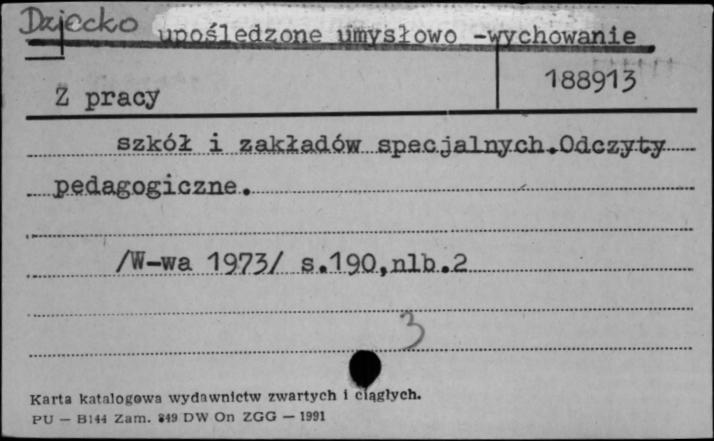 Dziecko upośledzone umysłowo -wychowanie
188913
Z pracy
szkół i zakładów specjalnych.Odczyty
pedagogiczne.
/W-wa 1973/ s.190,nlb.2
3
Karta katalogowa wydawnictw zwartych i ciągłych.
PU — B144 Zam. 849 DW On ZGG — 1991